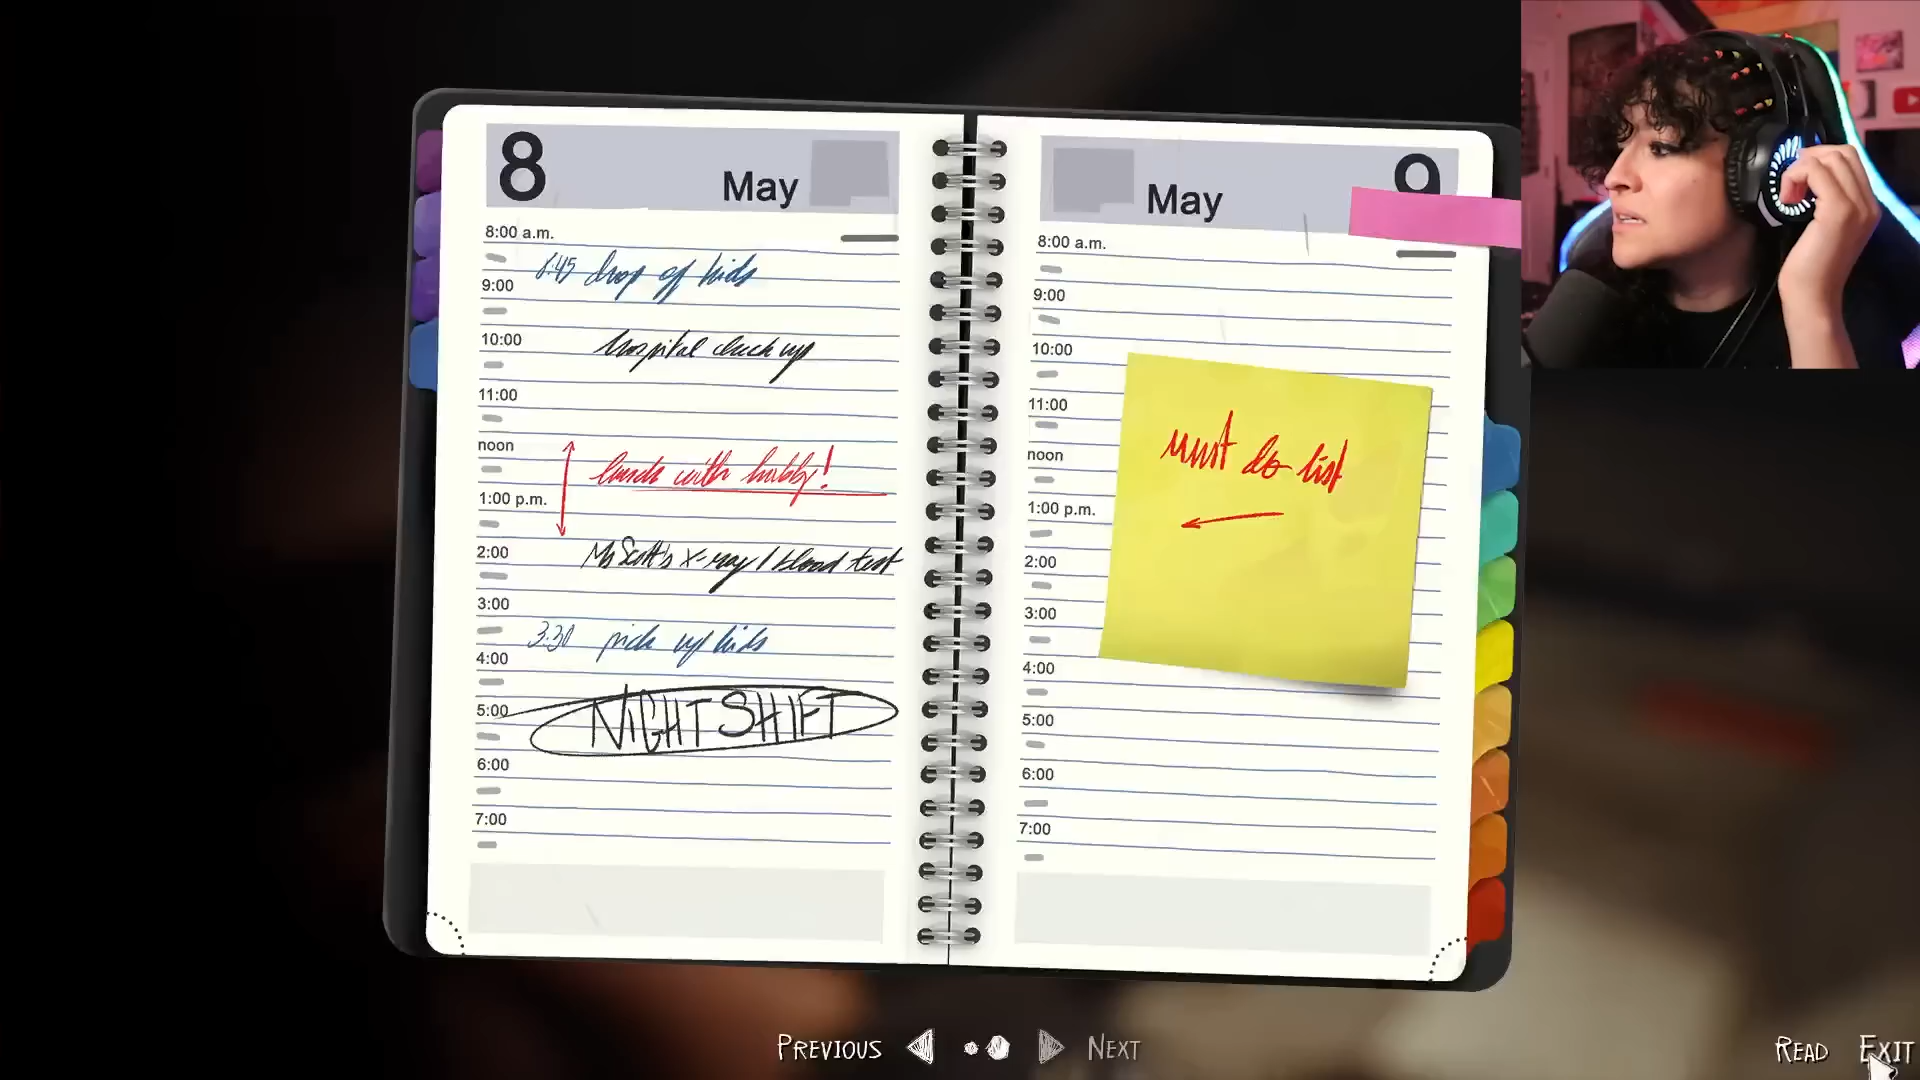 8
May
8:00 a.m.
8:45 drop of kids
9:00
10:00
hospital check up
11:00
noon
lunch with hubby!
1:00 p.m.
2:00
Mr Scott's x-ray / blood test
3:00
3:30 pick up kids
4:00
5:00
NIGHT SHIFT
6:00
7:00
May
9
8:00 a.m.
9:00
10:00
11:00
noon
1:00 p.m.
2:00
3:00
4:00
5:00
6:00
7:00
must do list
PREVIOUS
NEXT
READ
EXIT